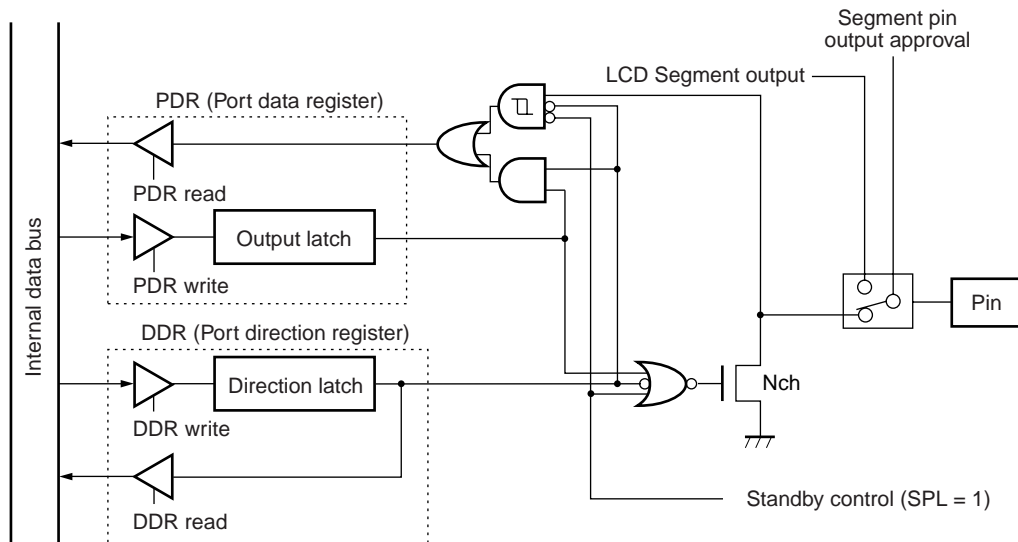 Segment pin
output approval
LCD Segment output
PDR (Port data register)
PDR read
Output latch
PDR write
Internal data bus
Pin
DDR (Port direction register)
Direction latch
Nch
DDR write
Standby control (SPL = 1)
DDR read